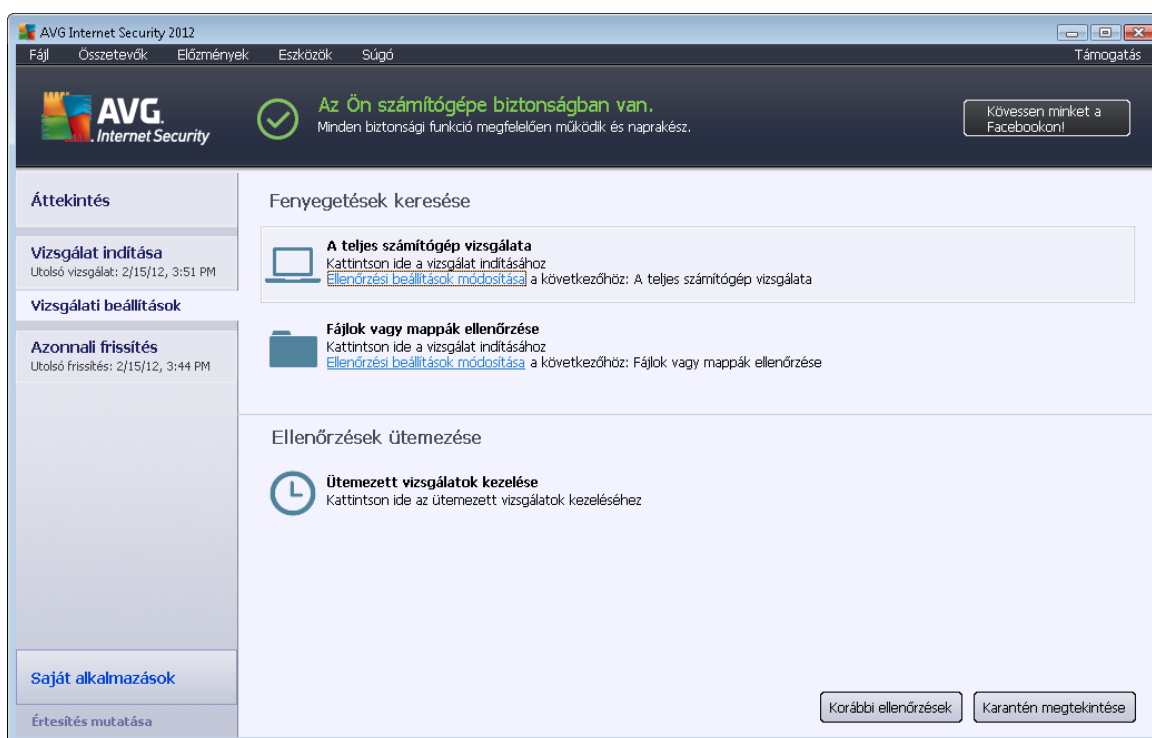 AVG Internet Security 2012
Fájl Összetevők Előzmények Eszközök Súgó Támogatás
AVG.
Internet Security
Az Ön számítógépe biztonságban van.
Minden biztonsági funkció megfelelően működik és naprakész.
Kövessen minket a
Facebookon!
Áttekintés
Vizsgálat indítása
Utolsó vizsgálat: 2/15/12, 3:51 PM
Vizsgálati beállítások
Azonnali frissítés
Utolsó frissítés: 2/15/12, 3:44 PM
Saját alkalmazások
Értesítés mutatása
Fenyegetések keresése
A teljes számítógép vizsgálata
Kattintson ide a vizsgálat indításához
Ellenőrzési beállítások módosítása a következőhöz: A teljes számítógép vizsgálata
Fájlok vagy mappák ellenőrzése
Kattintson ide a vizsgálat indításához
Ellenőrzési beállítások módosítása a következőhöz: Fájlok vagy mappák ellenőrzése
Ellenőrzések ütemezése
Ütemezett vizsgálatok kezelése
Kattintson ide az ütemezett vizsgálatok kezeléséhez
Korábbi ellenőrzések Karantén megtekintése